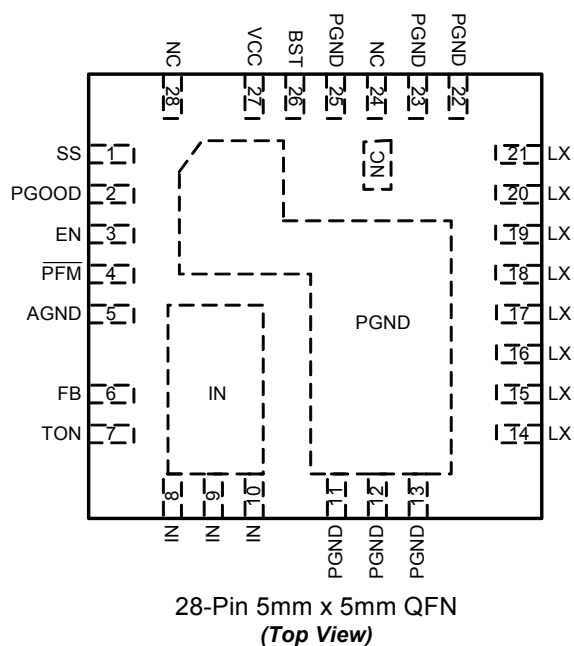 NC
VCC
BST
PGND
NC
PGND
PGND
28
27
26
25
24
23
22
SS 1
PGOOD 2
EN 3
PFM 4
AGND 5
FB 6
TON 7
NC
21 LX
20 LX
19 LX
18 LX
17 LX
16
15 LX
14 LX
PGND
IN
8
9
10
11
12
13
IN
IN
IN
PGND
PGND
PGND
28-Pin 5mm x 5mm QFN
(Top View)